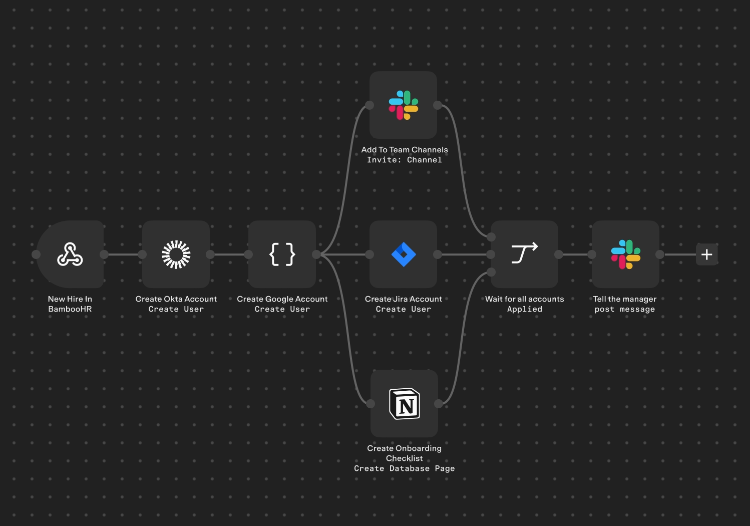 Add To Team Channels
Invite: Channel
New Hire In
BambooHR
Create Okta Account
Create User
Create Google Account
Create User
Create Jira Account
Create User
Wait for all accounts
Applied
Tell the manager
post message
Create Onboarding
Checklist
Create Database Page